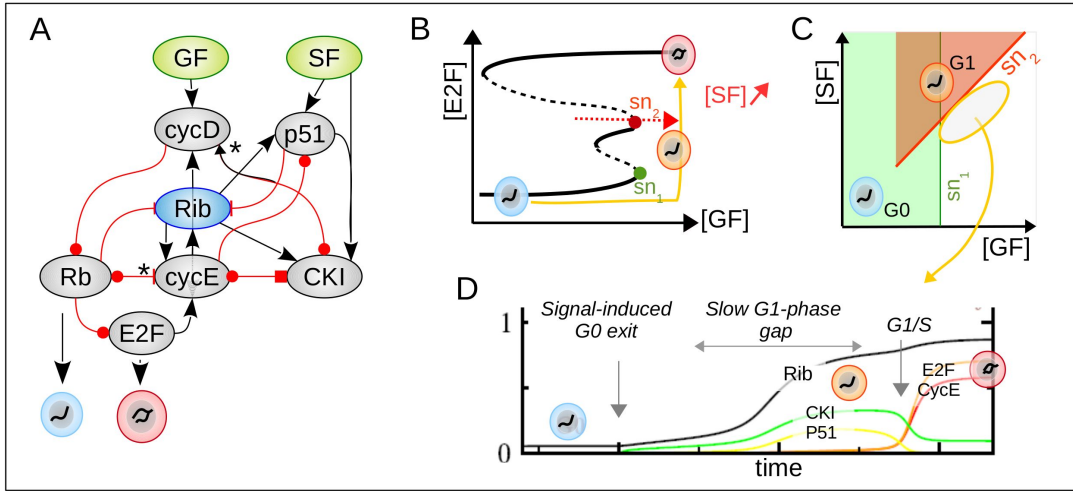 A
GF
SF
cycD
*
p51
Rib
Rb
*
cycE
CKI
E2F
B
[E2F]
sn2
[SF]
sn1
[GF]
C
[SF]
G1
sn2
sn1
G0
[GF]
D
Signal-induced
G0 exit
Slow G1-phase
gap
G1/S
1
Rib
E2F
CycE
CKI
P51
0
time